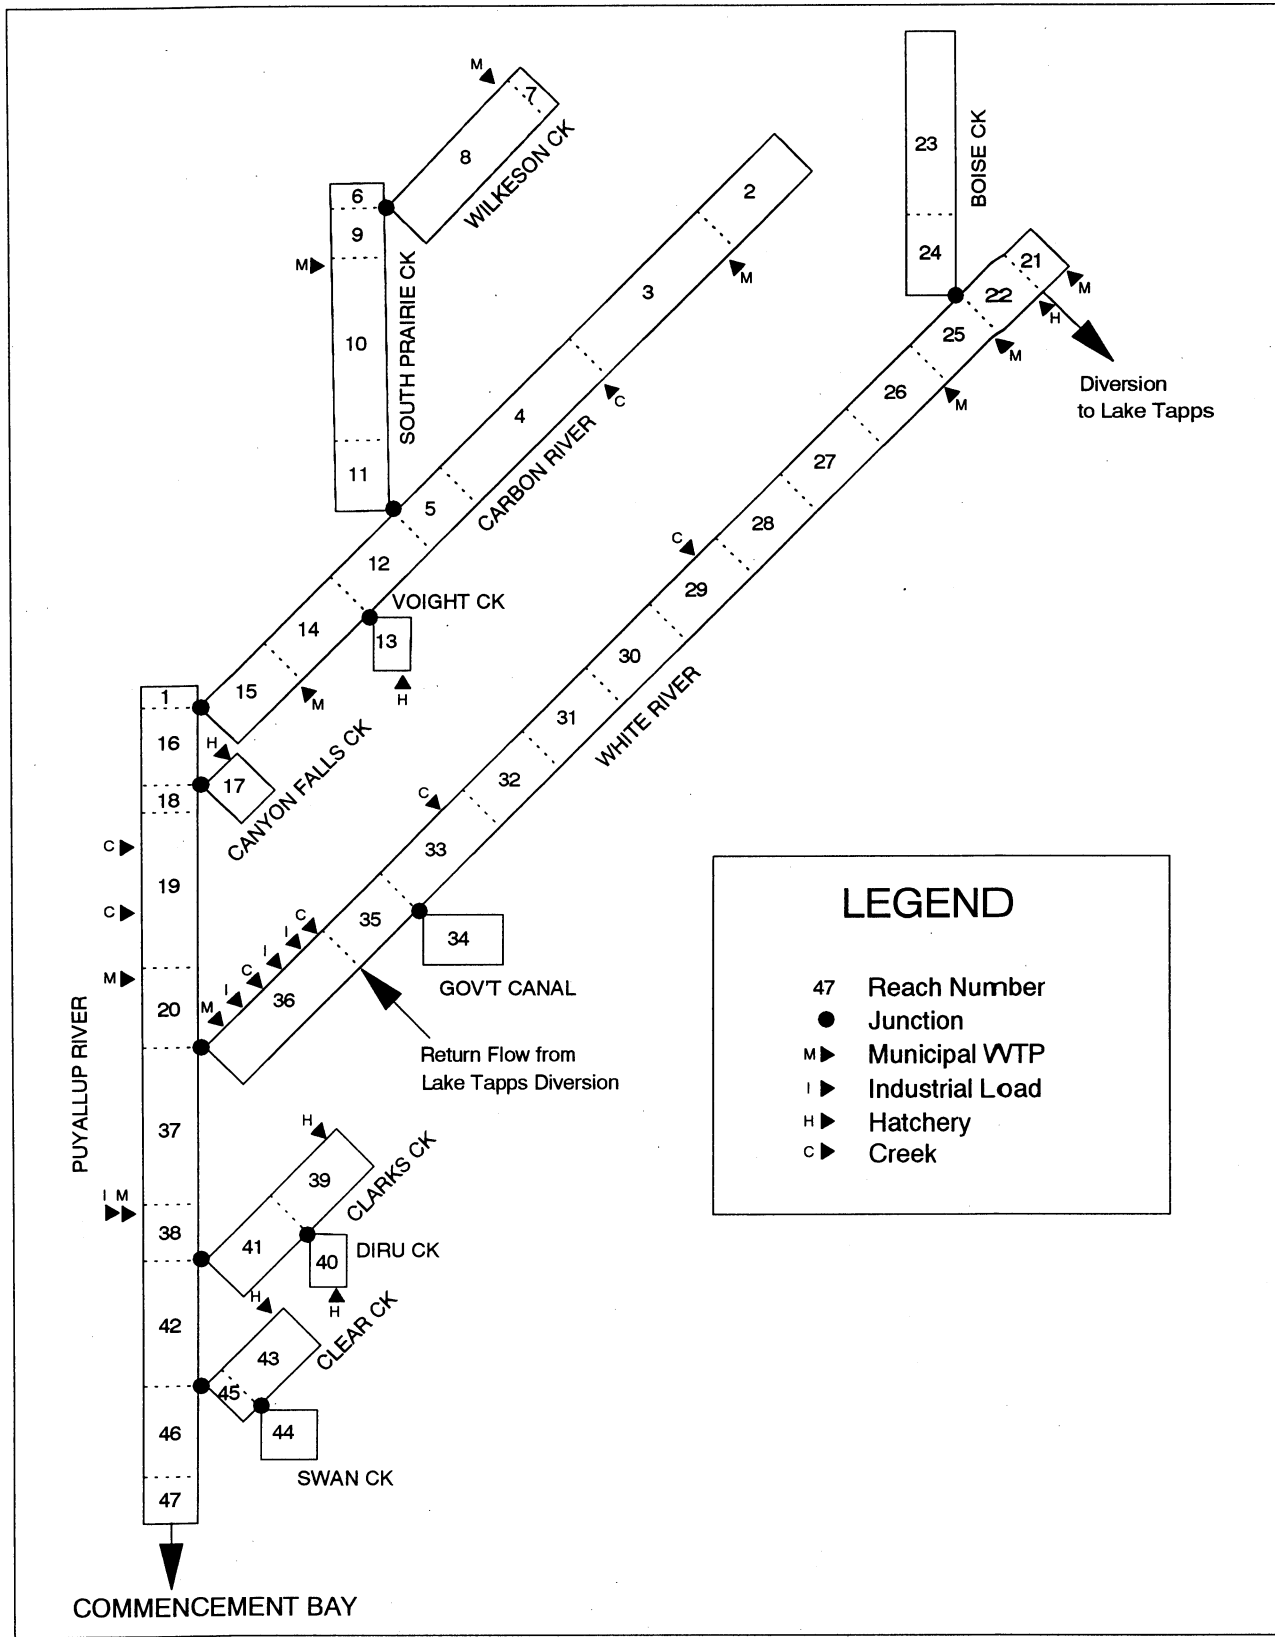 M
7
8
WILKESON CK
6
9
M
10
11
SOUTH PRAIRIE CK
2
M
3
C
4
5
CARBON RIVER
12
VOIGHT CK
13
H
14
M
15
23
BOISE CK
24
21
M
22
H
Diversion
to Lake Tapps
25
M
26
M
27
28
C
29
30
31
WHITE RIVER
32
C
33
34
GOV'T CANAL
35
C
I
I
C
I
M
36
Return Flow from
Lake Tapps Diversion
1
16
H
17
CANYON FALLS CK
18
C
19
C
M
20
PUYALLUP RIVER
37
I M
38
H
39
CLARKS CK
41
40
DIRU CK
H
42
H
43
CLEAR CK
45
44
SWAN CK
46
47
COMMENCEMENT BAY
LEGEND
47 Reach Number
Junction
M Municipal WTP
I Industrial Load
H Hatchery
C Creek